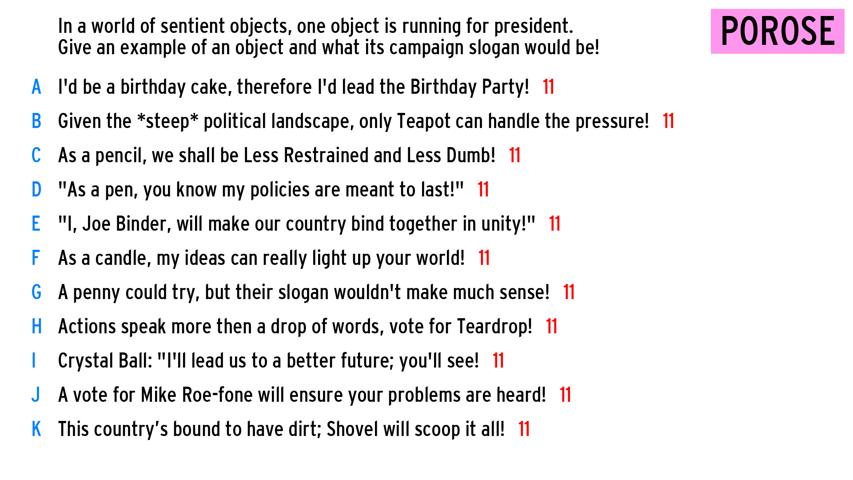 In a world of sentient objects, one object is running for president.
Give an example of an object and what its campaign slogan would be!
POROSE
A I'd be a birthday cake, therefore I'd lead the Birthday Party! 11
B Given the *steep* political landscape, only Teapot can handle the pressure! 11
C As a pencil, we shall be Less Restrained and Less Dumb! 11
D "As a pen, you know my policies are meant to last!" 11
E "I, Joe Binder, will make our country bind together in unity!" 11
F As a candle, my ideas can really light up your world! 11
G A penny could try, but their slogan wouldn't make much sense! 11
H Actions speak more then a drop of words, vote for Teardrop! 11
I Crystal Ball: "I'll lead us to a better future; you'll see! 11
J A vote for Mike Roe-fone will ensure your problems are heard! 11
K This country's bound to have dirt; Shovel will scoop it all! 11